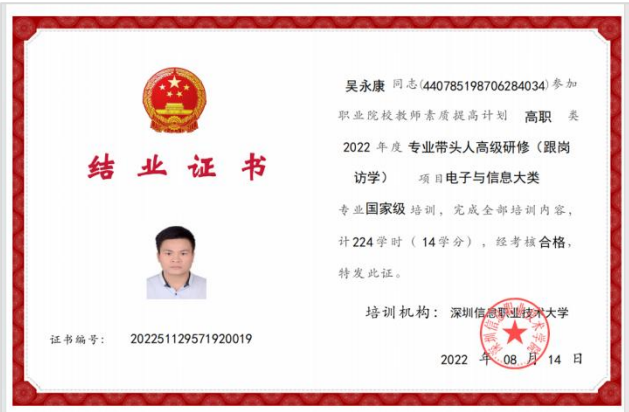 结业证书
证书编号： 202251129571920019
吴永康 同志(440785198706284034)参加
职业院校教师素质提高计划 高职 类
2022 年度 专业带头人高级研修（跟岗
访学） 项目电子与信息大类
专业国家级 培训，完成全部培训内容，
计224学时（ 14学分），经考核合格，
特发此证。
培训机构： 深圳信息职业技术大学
2022 年 08 月 14 日